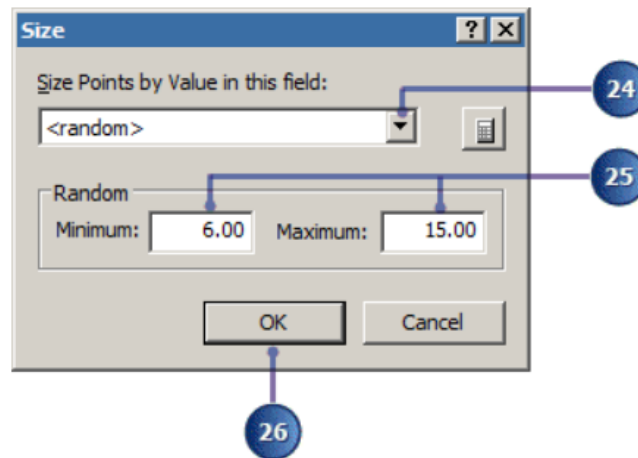 Size
Size Points by Value in this field:
<random>
24
Random
25
Minimum: 6.00 Maximum: 15.00
OK Cancel
26